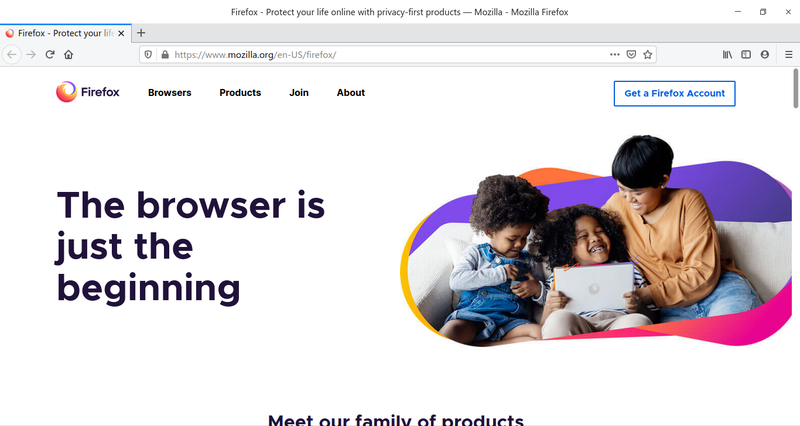 Firefox - Protect your life online with privacy-first products — Mozilla - Mozilla Firefox
Firefox - Protect your life
https://www.mozilla.org/en-US/firefox/
Firefox
Browsers
Products
Join
About
Get a Firefox Account
The browser is
just the
beginning
Meet our family of products